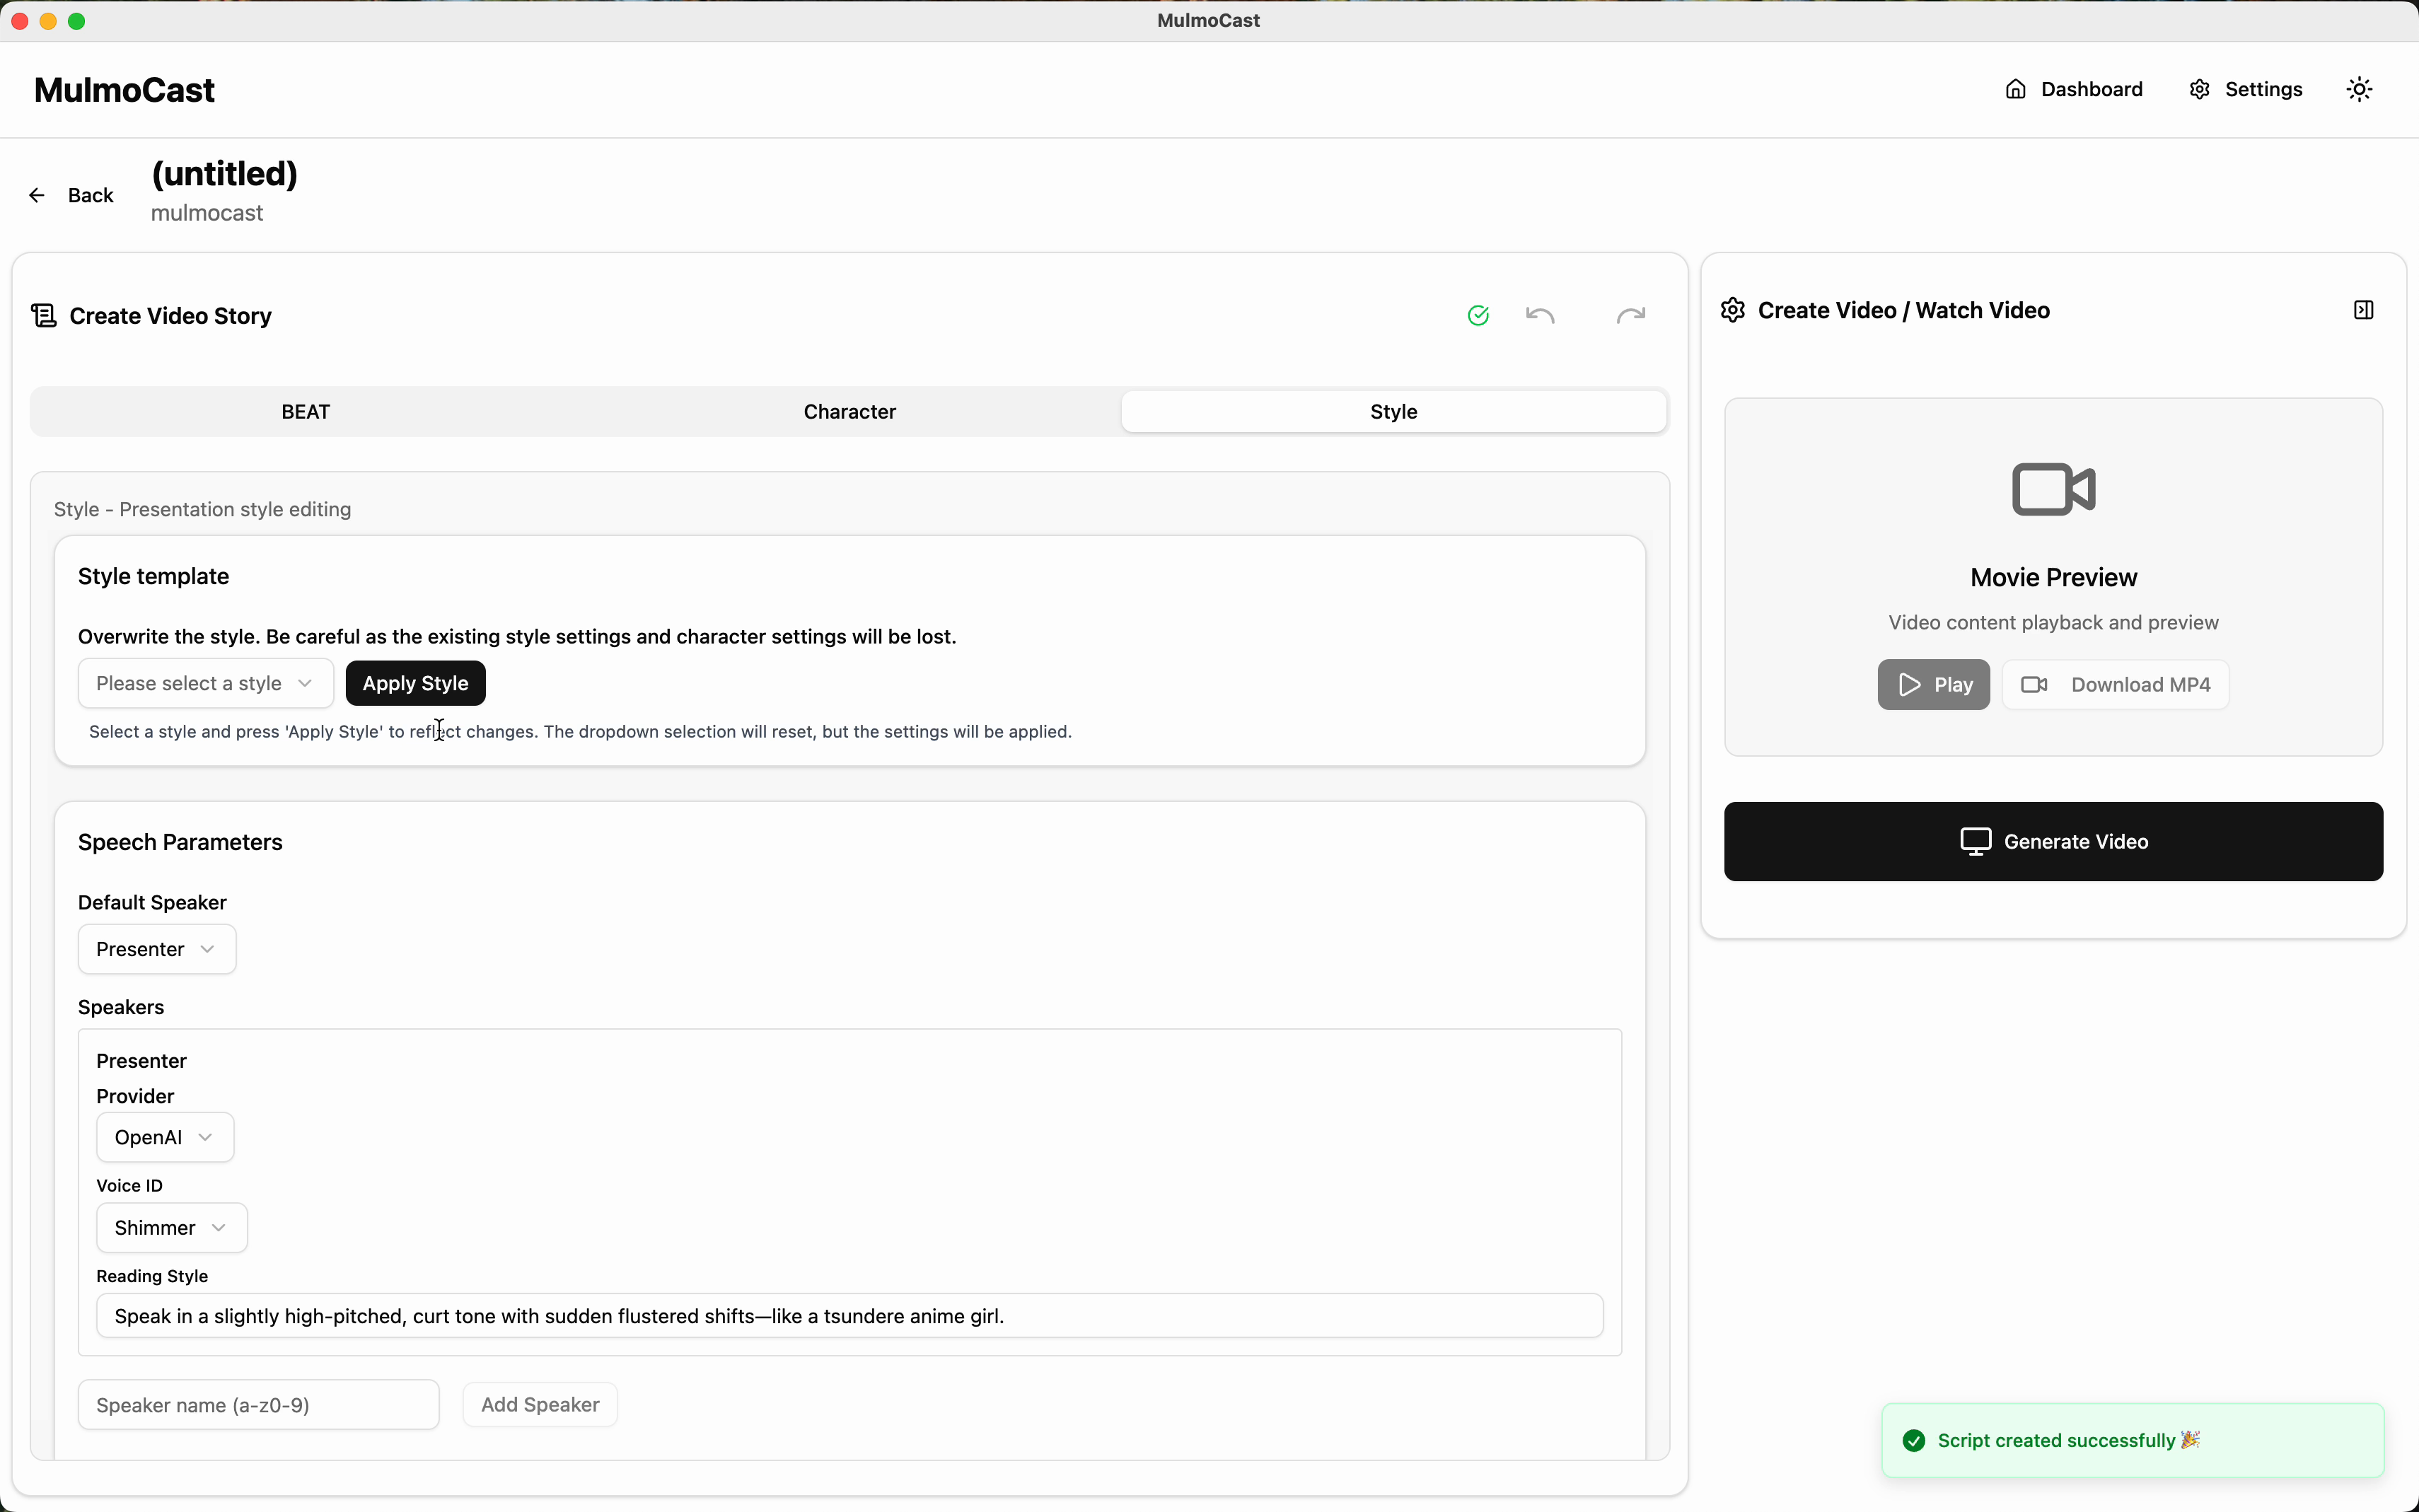 MulmoCast
MulmoCast
Dashboard
Settings
Back
(untitled)
mulmocast
Create Video Story
BEAT
Character
Style
Style - Presentation style editing
Style template
Overwrite the style. Be careful as the existing style settings and character settings will be lost.
Please select a style
Apply Style
Select a style and press 'Apply Style' to reflect changes. The dropdown selection will reset, but the settings will be applied.
Speech Parameters
Default Speaker
Presenter
Speakers
Presenter
Provider
OpenAI
Voice ID
Shimmer
Reading Style
Speak in a slightly high-pitched, curt tone with sudden flustered shifts—like a tsundere anime girl.
Speaker name (a-z0-9)
Add Speaker
Create Video / Watch Video
Movie Preview
Video content playback and preview
Play
Download MP4
Generate Video
Script created successfully 🎉